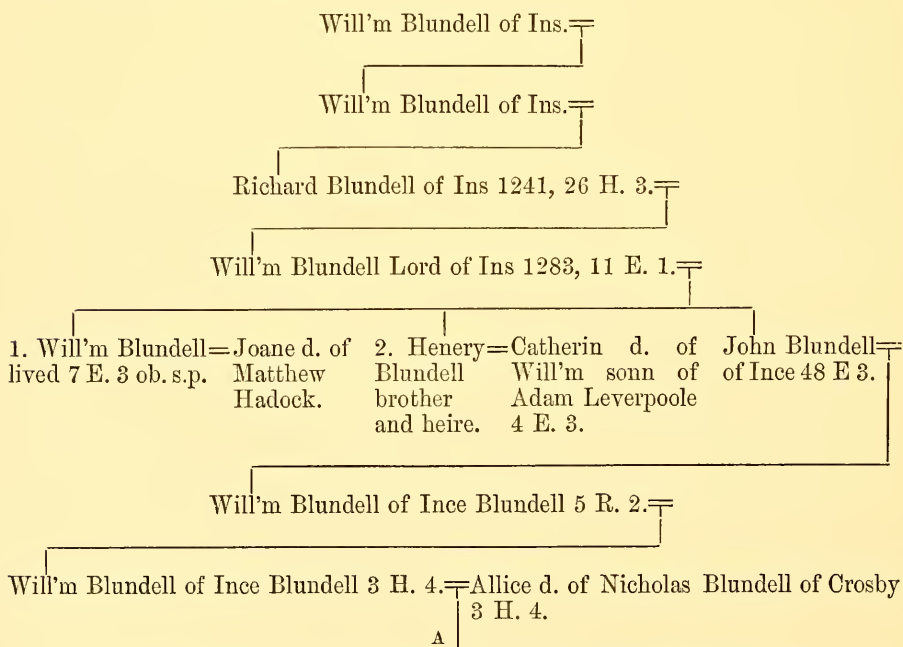 Will'm Blundell of Ins.
Will'm Blundell of Ins.
Richard Blundell of Ins 1241, 26 H. 3.
Will'm Blundell Lord of Ins 1283, 11 E. 1.
1. Will'm Blundell=
lived 7 E. 3 ob. s.p.
Joane d. of
Matthew
Hadock.
2. Henery=
Blundell
brother
and heire.
Catherin d. of
Will'm sonn of
Adam Leverpoole
4 E. 3.
John Blundell
of Ince 48 E 3.
Will'm Blundell of Ince Blundell 5 R. 2.
Will'm Blundell of Ince Blundell 3 H. 4.
Allice d. of Nicholas Blundell of Crosby
3 H. 4.
A